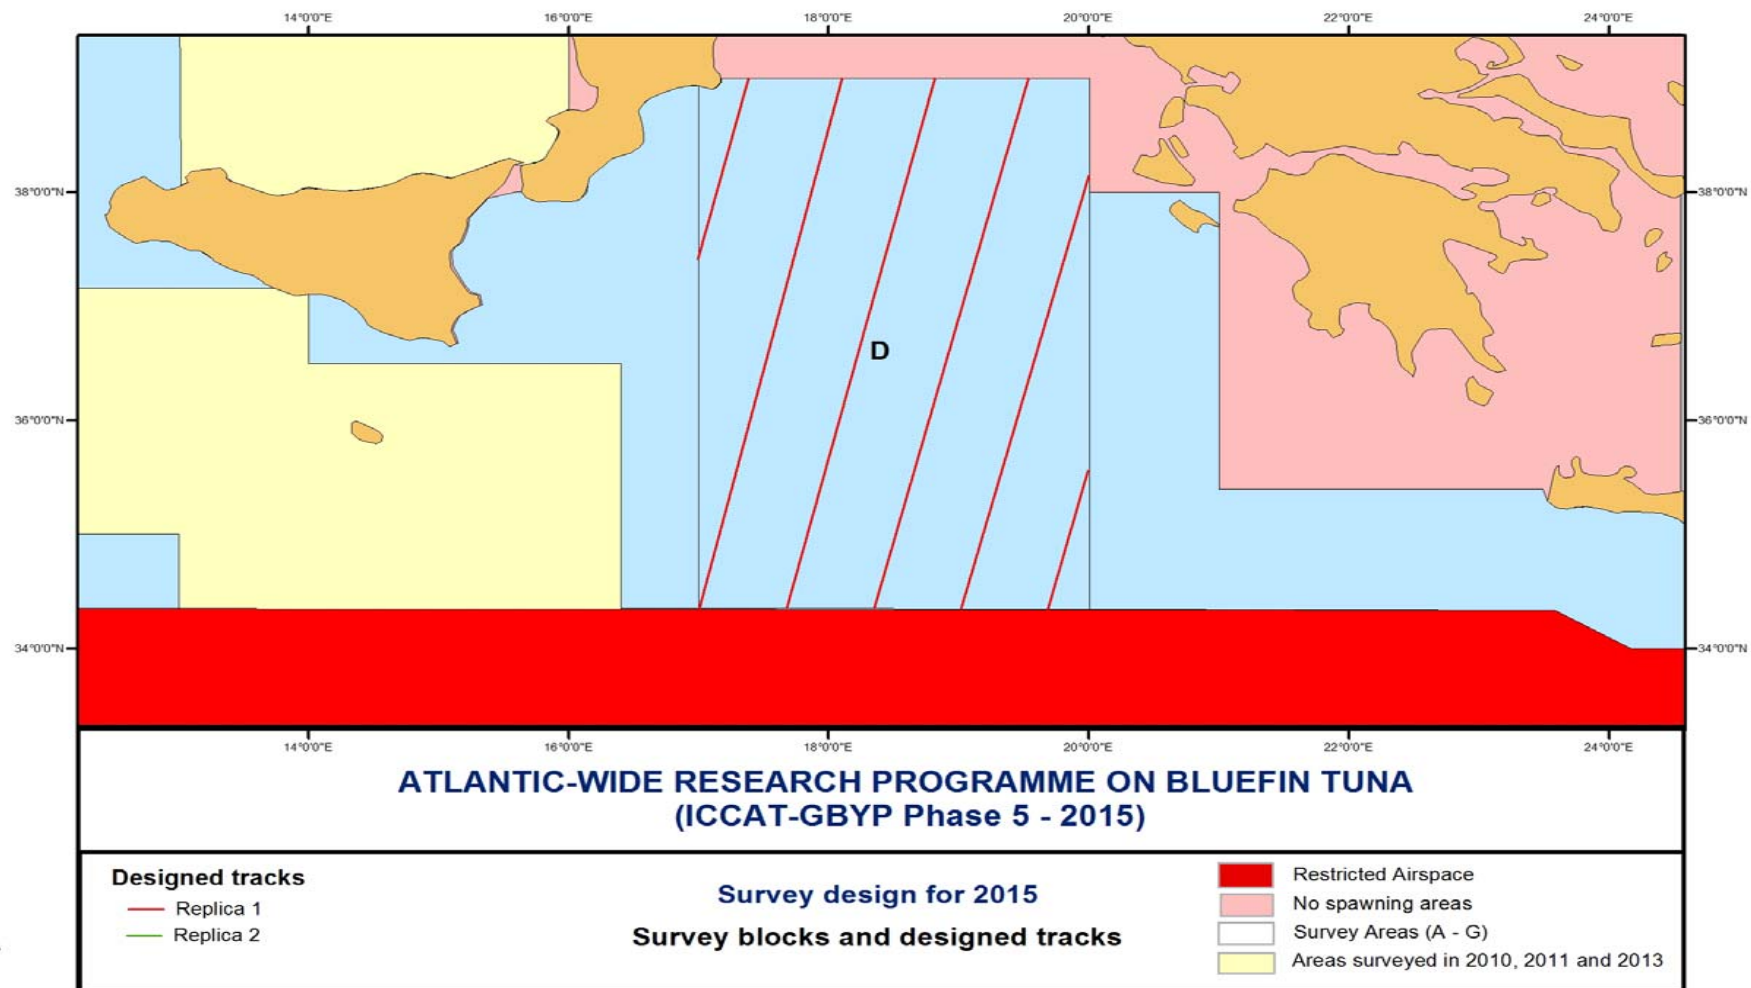 14°0'0"E 16°0'0"E 18°0'0"E 20°0'0"E 22°0'0"E 24°0'0"E
38°0'0"N 38°0'0"N
D
36°0'0"N 36°0'0"N
34°0'0"N 34°0'0"N
14°0'0"E 16°0'0"E 18°0'0"E 20°0'0"E 22°0'0"E 24°0'0"E
ATLANTIC-WIDE RESEARCH PROGRAMME ON BLUEFIN TUNA
(ICCAT-GBYP Phase 5 - 2015)
Designed tracks
Replica 1
Replica 2
Survey design for 2015
Survey blocks and designed tracks
Restricted Airspace
No spawning areas
Survey Areas (A - G)
Areas surveyed in 2010, 2011 and 2013